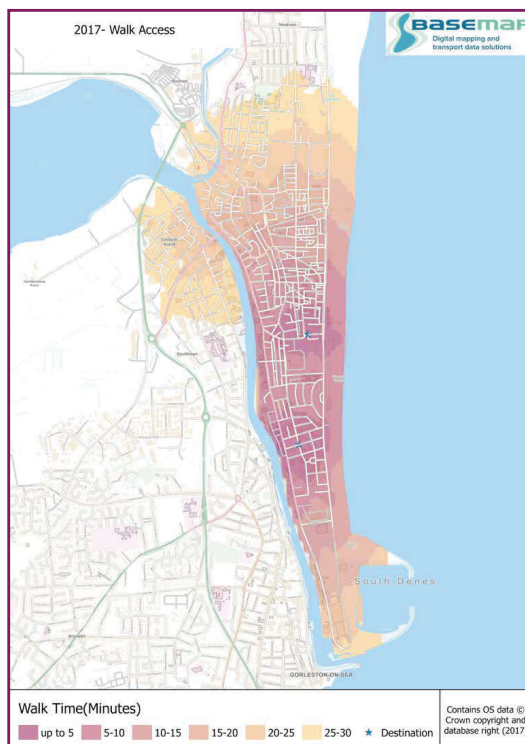 2017- Walk Access
BASEMAP
Digital mapping and
transport data solutions
South Denes
GORLESTON-ON-SEA
Walk Time(Minutes)
up to 5
5-10
10-15
15-20
20-25
25-30
Destination
Contains OS data ©
Crown copyright and
database right (2017)